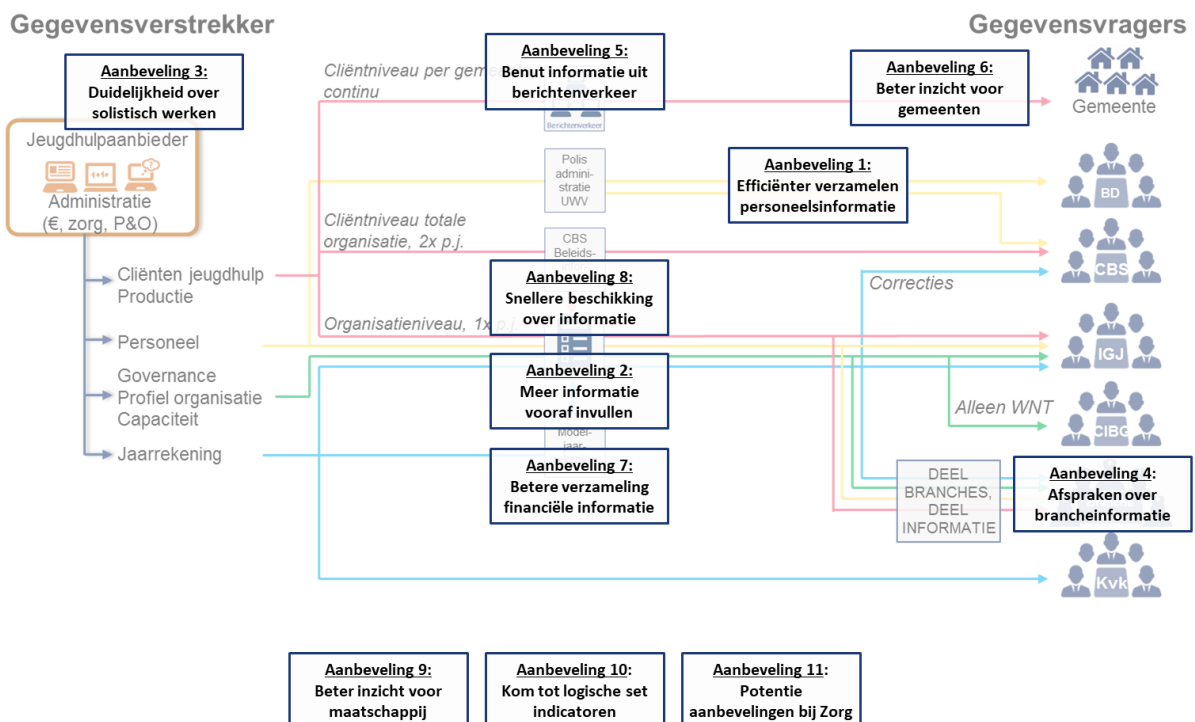 Gegevensverstrekker
Gegevensvragers
Aanbeveling 3:
Duidelijkheid over
solistisch werken
Cliëntniveau per geme
continu
Aanbeveling 5:
Benut informatie uit
berichtenverkeer
Berichtenverkeer
Aanbeveling 6:
Beter inzicht voor
gemeenten
Gemeente
Jeugdhulpaanbieder
Administratie
(€, zorg, P&O)
Polis
admini-
stratie
UWV
Aanbeveling 1:
Efficiënter verzamelen
personeelsinformatie
BD
Cliëntniveau totale
organisatie, 2x p.j.
CBS
Beleids-
CBS
Cliënten jeugdhulp
Productie
Aanbeveling 8:
Snellere beschikking
over informatie
Correcties
Organisatieniveau, 1x p.j
Personeel
IGJ
Governance
Profiel organisatie
Capaciteit
Aanbeveling 2:
Meer informatie
vooraf invullen
Alleen WNT
CIBG
Model-
jaar-
Jaarrekening
Aanbeveling 7:
Betere verzameling
financiële informatie
DEEL
BRANCHES,
DEEL
INFORMATIE
Aanbeveling 4:
Afspraken over
brancheinformatie
Kvk
Aanbeveling 9:
Beter inzicht voor
maatschappij
Aanbeveling 10:
Kom tot logische set
indicatoren
Aanbeveling 11:
Potentie
aanbevelingen bij Zorg